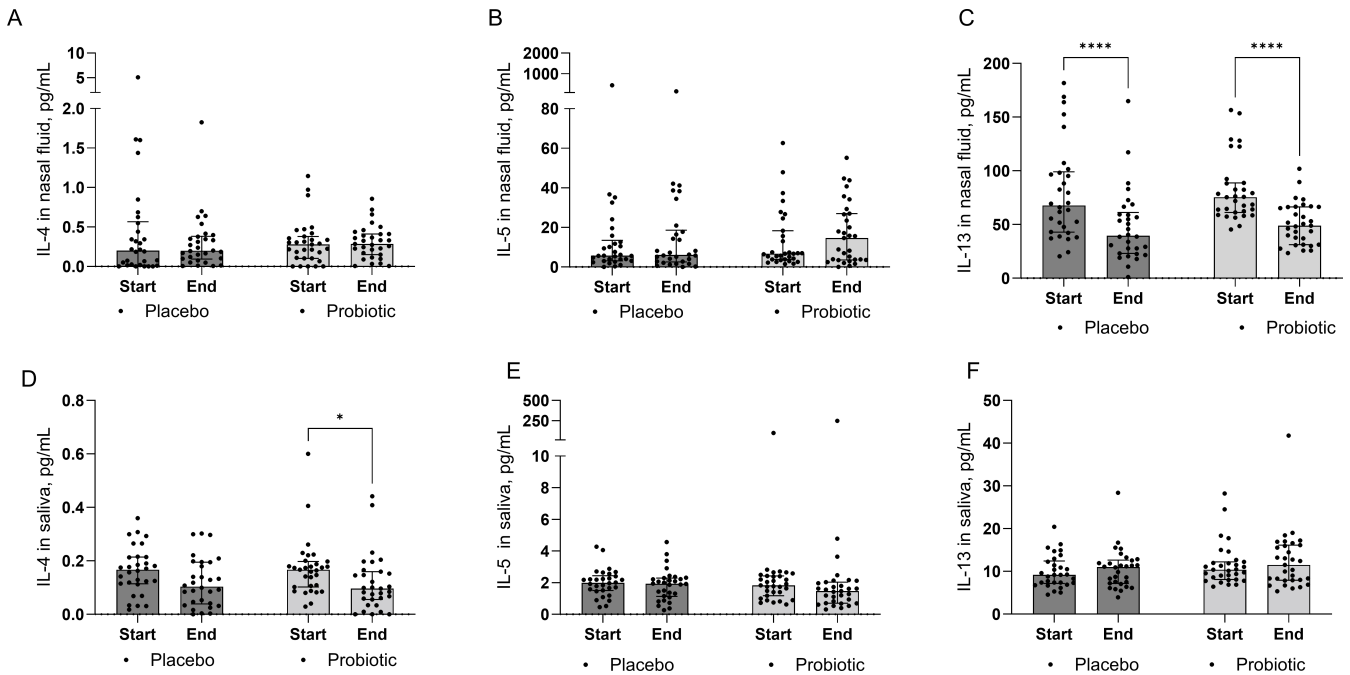 A
IL-4 in nasal fluid, pg/mL
10
5
2.0
1.5
1.0
0.5
0.0
Start End Start End
• Placebo • Probiotic
B
IL-5 in nasal fluid, pg/mL
2000
1000
80
60
40
20
0
Start End Start End
• Placebo • Probiotic
C
IL-13 in nasal fluid, pg/mL
200
150
100
50
0
**** ****
Start End Start End
• Placebo • Probiotic
D
IL-4 in saliva, pg/mL
0.8
0.6
0.4
0.2
0.0
*
Start End Start End
• Placebo • Probiotic
E
IL-5 in saliva, pg/mL
500
250
10
8
6
4
2
0
Start End Start End
• Placebo • Probiotic
F
IL-13 in saliva, pg/mL
50
40
30
20
10
0
Start End Start End
• Placebo • Probiotic